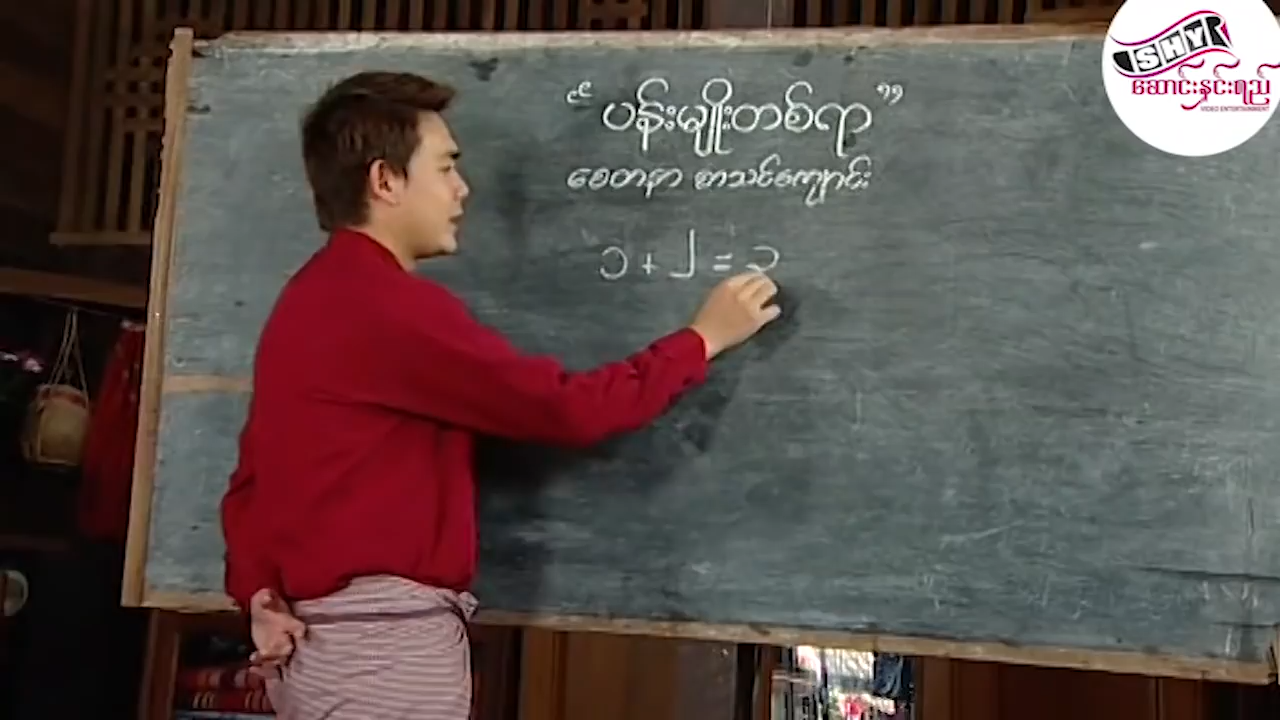 “ ပန်းမျိုးတစ်ရာ ”
စေတနာ စာသင်ကျောင်း
၁ + ၂ = ၃
SHY
ဆောင်းနှင်းရည်
VIDEO ENTERTAINMENT